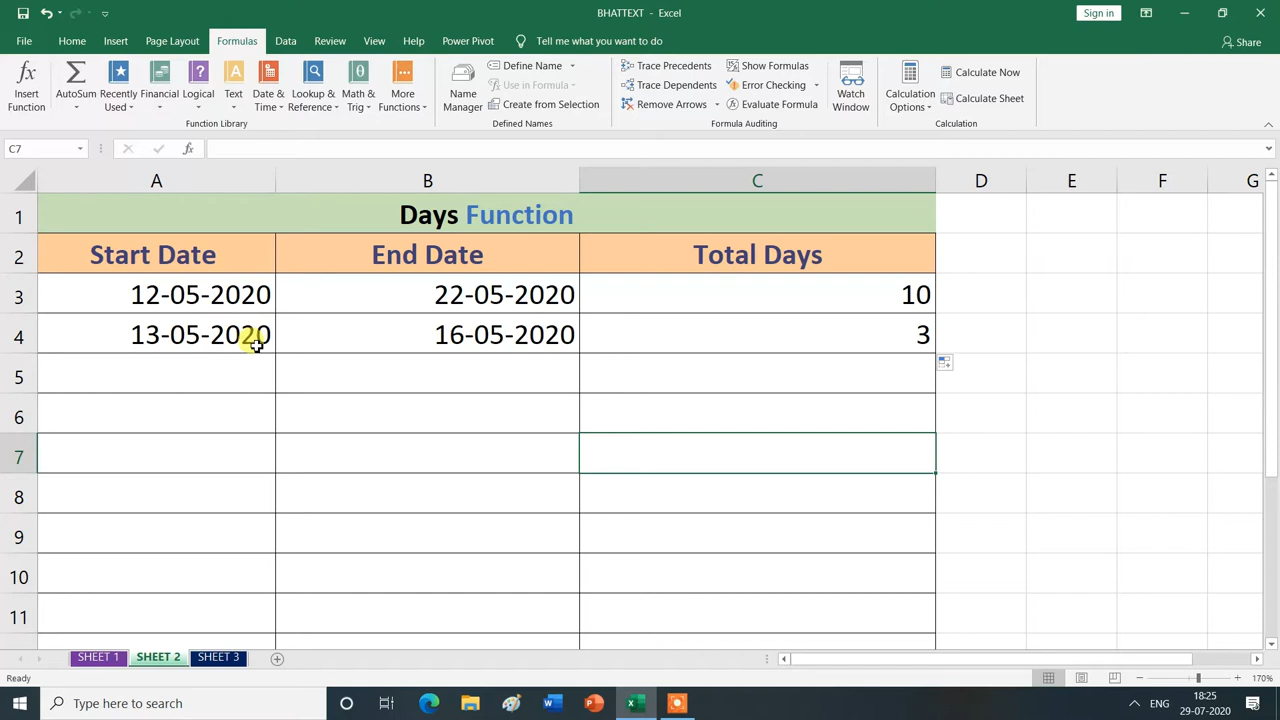 BHATTEXT - Excel
Sign in
File Home Insert Page Layout Formulas Data Review View Help Power Pivot Tell me what you want to do Share
Insert Function
AutoSum
Recently Used
Financial
Logical
Text
Date & Time
Lookup & Reference
Math & Trig
More Functions
Function Library
Name Manager
Define Name
Use in Formula
Create from Selection
Defined Names
Trace Precedents
Trace Dependents
Remove Arrows
Show Formulas
Error Checking
Evaluate Formula
Formula Auditing
Watch Window
Calculation Options
Calculate Now
Calculate Sheet
Calculation
C7 fx
A B C D E F G
1 Days Function
2 Start Date End Date Total Days
3 12-05-2020 22-05-2020 10
4 13-05-2020 16-05-2020 3
5
6
7
8
9
10
11
SHEET 1 SHEET 2 SHEET 3
Ready 170%
Type here to search
ENG
18:25
29-07-2020